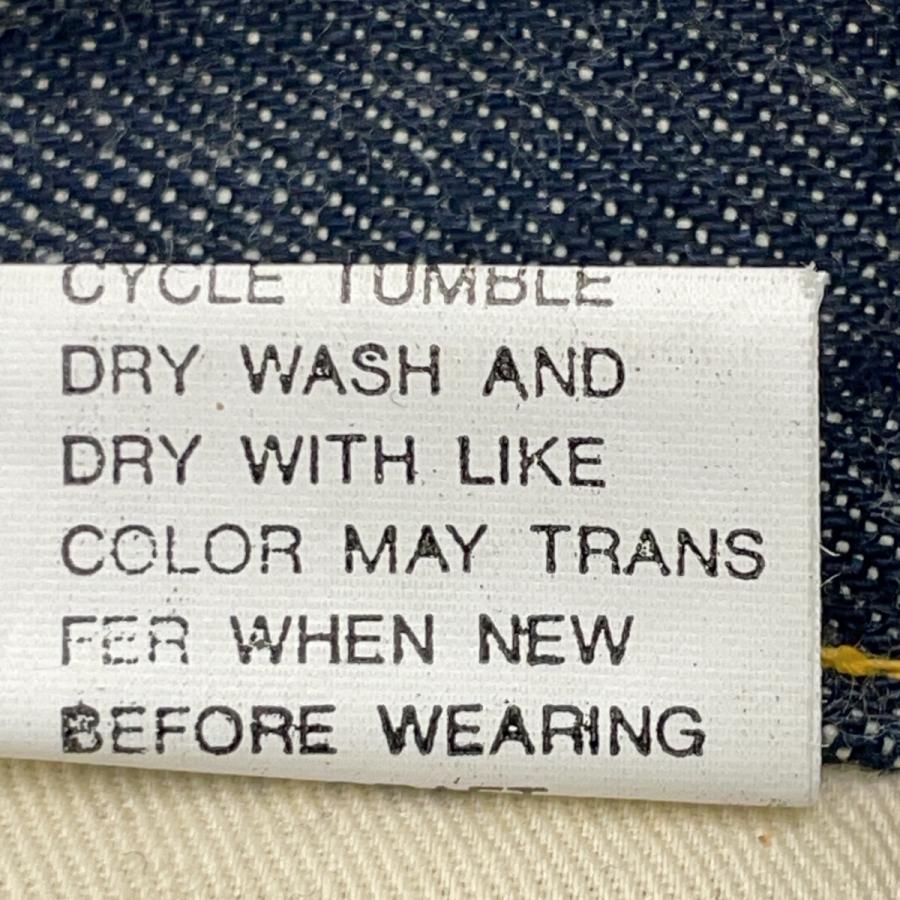 CYCLE TUMBLE
DRY WASH AND
DRY WITH LIKE
COLOR MAY TRANS
FER WHEN NEW
BEFORE WEARING